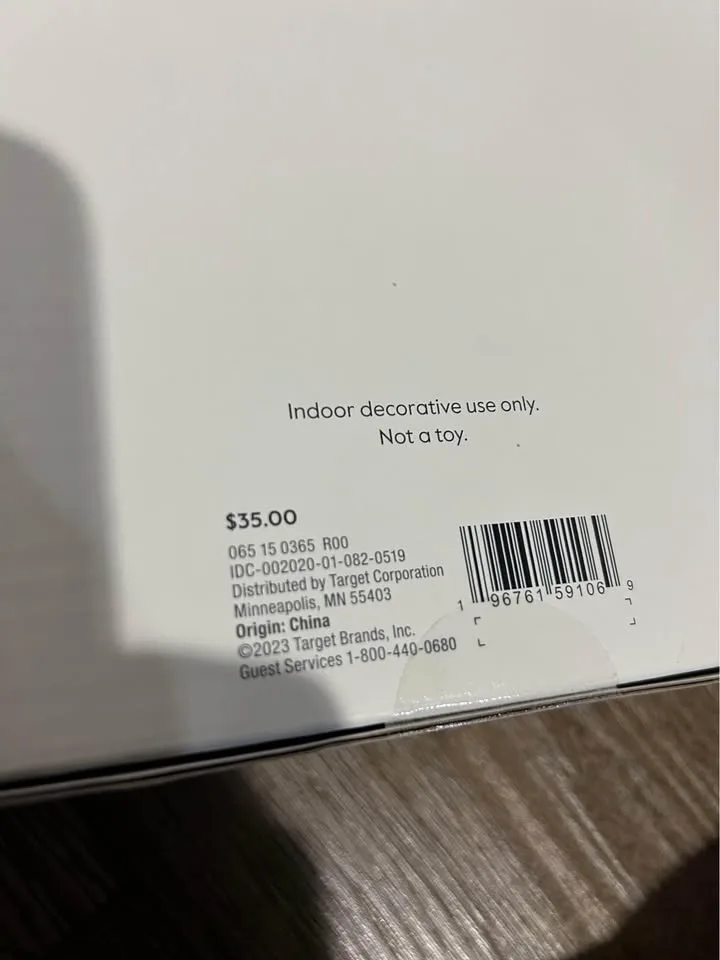 Indoor decorative use only.
Not a toy.
$35.00
065 15 0365 R00
IDC-002020-01-082-0519
Distributed by Target Corporation
Minneapolis, MN 55403
Origin: China
©2023 Target Brands, Inc.
Guest Services 1-800-440-0680
1 96761 59106 9